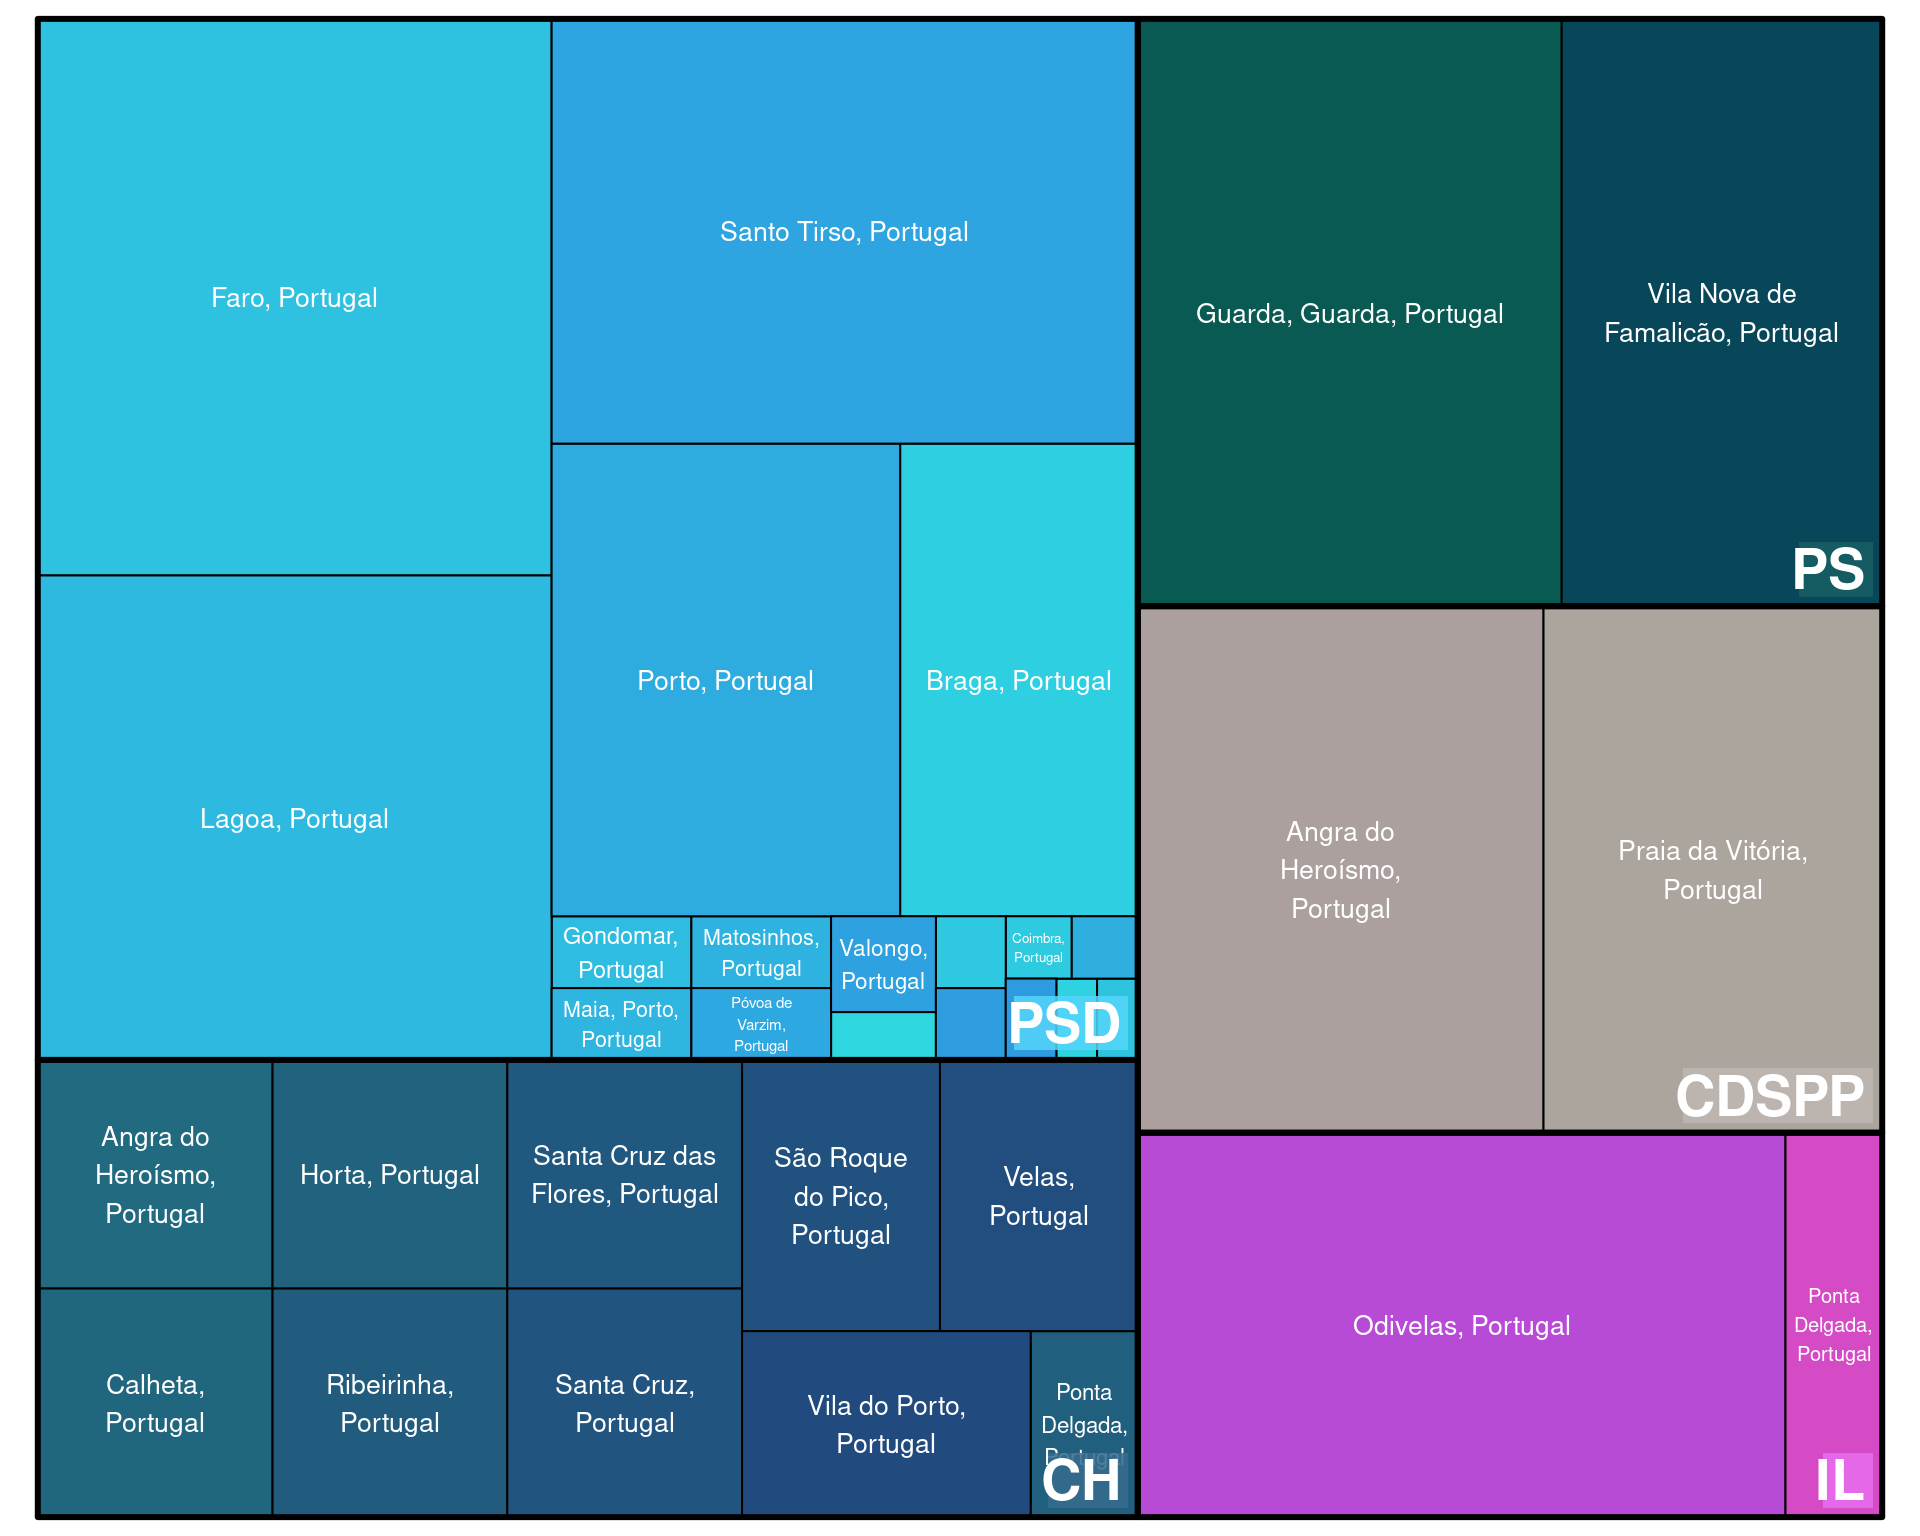 Faro, Portugal
Santo Tirso, Portugal
Guarda, Guarda, Portugal
Vila Nova de
Famalicão, Portugal
PS
Lagoa, Portugal
Porto, Portugal
Braga, Portugal
Gondomar,
Portugal
Matosinhos,
Portugal
Valongo,
Portugal
Coimbra,
Portugal
Maia, Porto,
Portugal
Póvoa de
Varzim,
Portugal
PSD
Angra do
Heroísmo,
Portugal
Praia da Vitória,
Portugal
CDSPP
Angra do
Heroísmo,
Portugal
Horta, Portugal
Santa Cruz das
Flores, Portugal
São Roque
do Pico,
Portugal
Velas,
Portugal
Calheta,
Portugal
Ribeirinha,
Portugal
Santa Cruz,
Portugal
Vila do Porto,
Portugal
Ponta
Delgada,
Portugal
CH
Odivelas, Portugal
Ponta
Delgada,
Portugal
IL